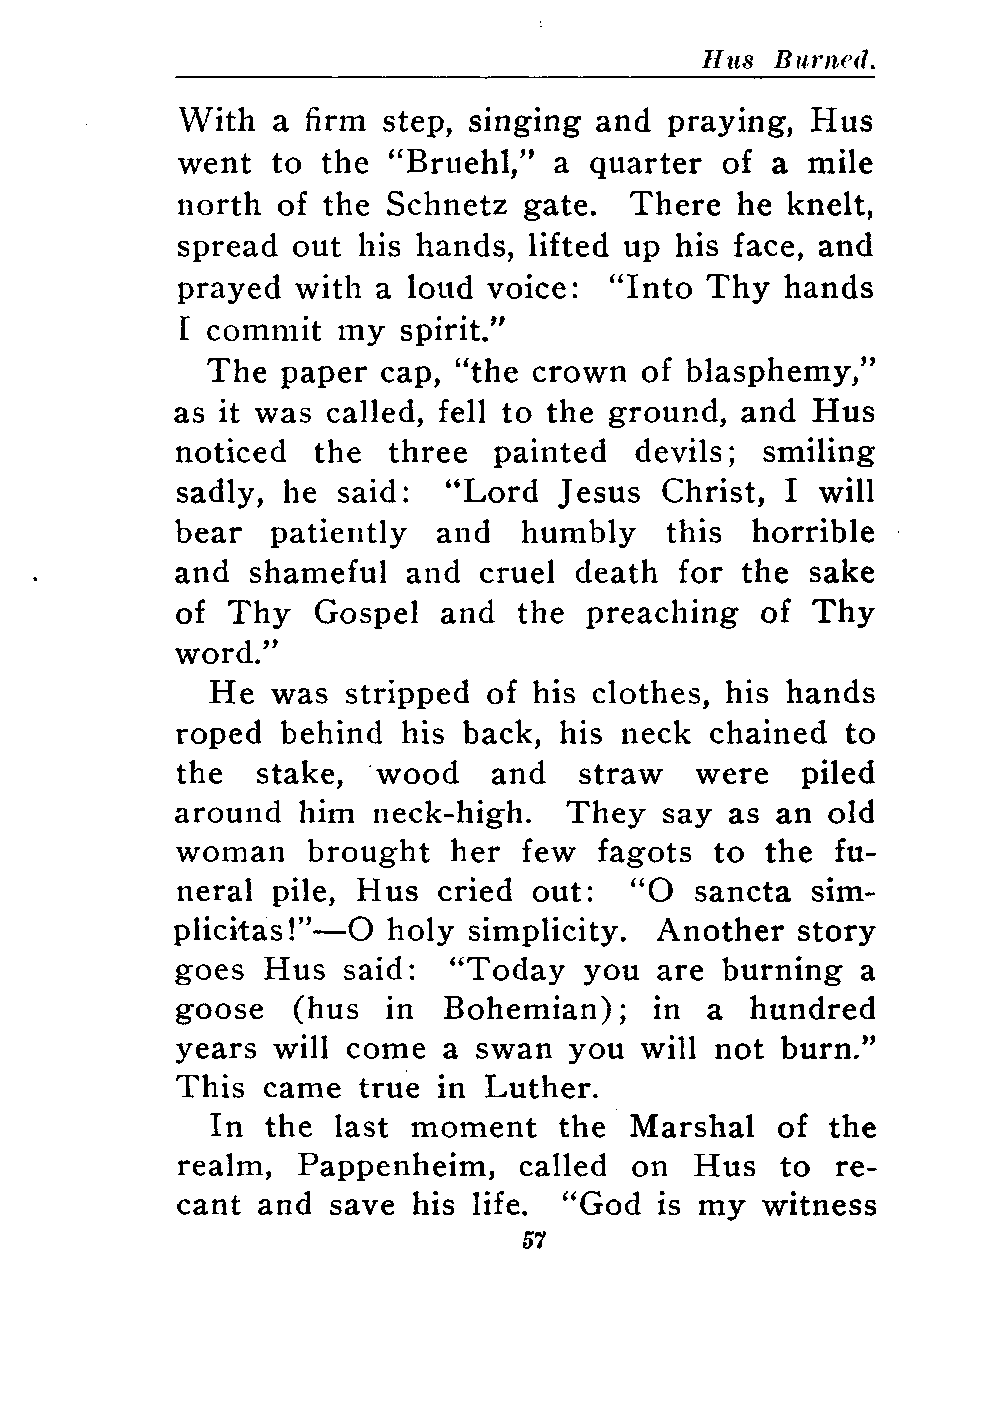 Hus Burned.
With a firm step, singing and praying, Hus
went to the “Bruehl,” a quarter of a mile
north of the Schnetz gate. There he knelt,
spread out his hands, lifted up his face, and
prayed with a loud voice: “Into Thy hands
I commit my spirit.”
The paper cap, “the crown of blasphemy,”
as it was called, fell to the ground, and Hus
noticed the three painted devils; smiling
sadly, he said: “Lord Jesus Christ, I will
bear patiently and humbly this horrible
and shameful and cruel death for the sake
of Thy Gospel and the preaching of Thy
word.”
He was stripped of his clothes, his hands
roped behind his back, his neck chained to
the stake, wood and straw were piled
around him neck-high. They say as an old
woman brought her few fagots to the fu-
neral pile, Hus cried out: “O sancta sim-
plicitas!”—O holy simplicity. Another story
goes Hus said: “Today you are burning a
goose (hus in Bohemian); in a hundred
years will come a swan you will not burn.”
This came true in Luther.
In the last moment the Marshal of the
realm, Pappenheim, called on Hus to re-
cant and save his life. “God is my witness
57